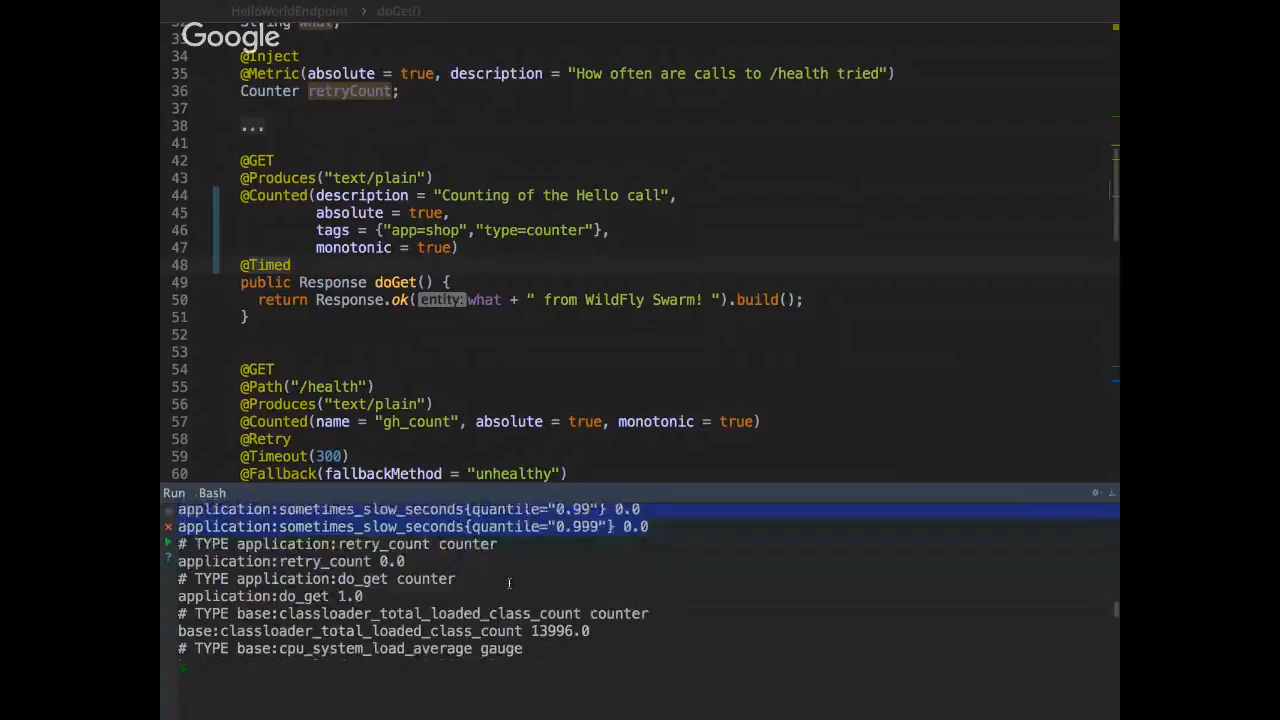 HelloWorldEndpoint doGet()
Google
32 String what;
33
34 @Inject
35 @Metric(absolute = true, description = "How often are calls to /health tried")
36 Counter retryCount;
37
38 ...
41
42 @GET
43 @Produces("text/plain")
44 @Counted(description = "Counting of the Hello call",
45 absolute = true,
46 tags = {"app=shop","type=counter"},
47 monotonic = true)
48 @Timed
49 public Response doGet() {
50 return Response.ok( entity: what + " from WildFly Swarm! ").build();
51 }
52
53
54 @GET
55 @Path("/health")
56 @Produces("text/plain")
57 @Counted(name = "gh_count", absolute = true, monotonic = true)
58 @Retry
59 @Timeout(300)
60 @Fallback(fallbackMethod = "unhealthy")
Run Bash
application:sometimes_slow_seconds{quantile="0.99"} 0.0
application:sometimes_slow_seconds{quantile="0.999"} 0.0
# TYPE application:retry_count counter
application:retry_count 0.0
# TYPE application:do_get counter
application:do_get 1.0
# TYPE base:classloader_total_loaded_class_count counter
base:classloader_total_loaded_class_count 13996.0
# TYPE base:cpu_system_load_average gauge
>